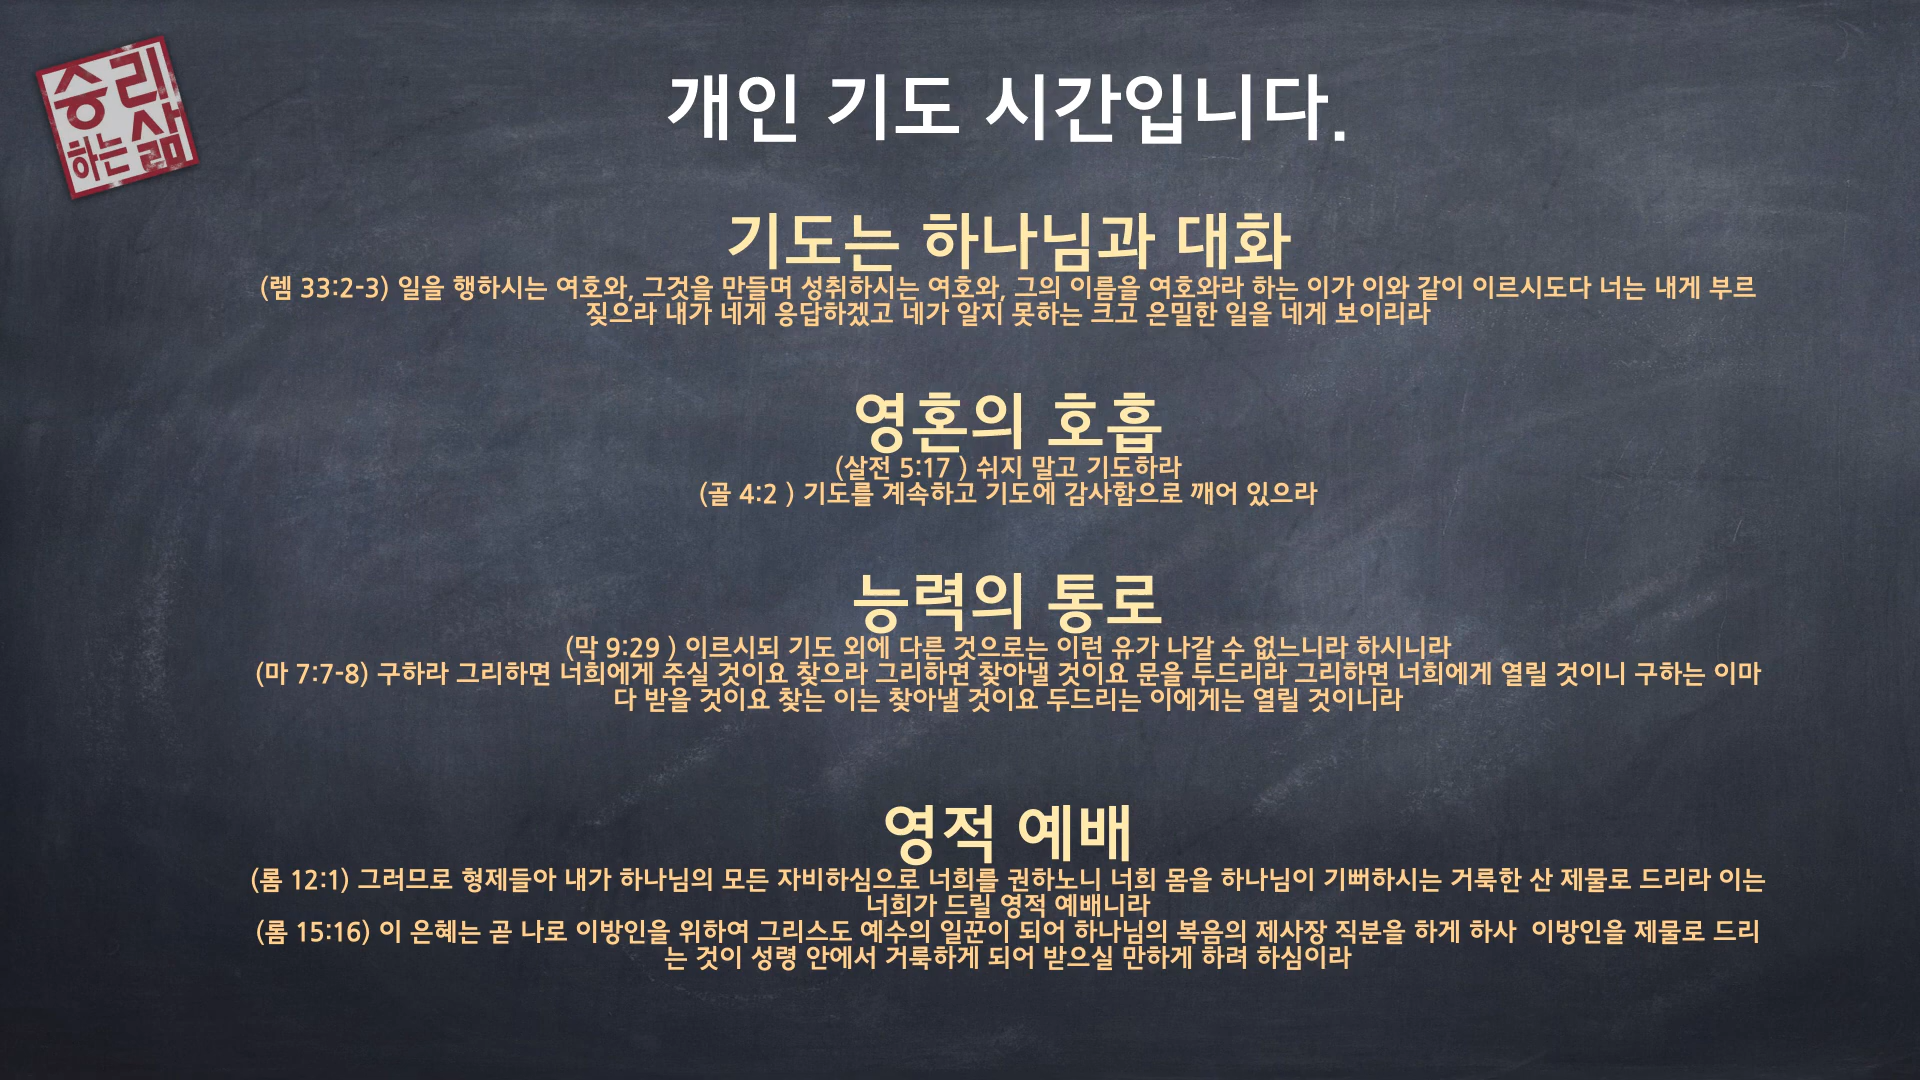 승리
하는 삶
개인 기도 시간입니다.
기도는 하나님과 대화
(렘 33:2-3) 일을 행하시는 여호와, 그것을 만들며 성취하시는 여호와, 그의 이름을 여호와라 하는 이가 이와 같이 이르시도다 너는 내게 부르
짖으라 내가 네게 응답하겠고 네가 알지 못하는 크고 은밀한 일을 네게 보이리라
영혼의 호흡
(살전 5:17 ) 쉬지 말고 기도하라
(골 4:2 ) 기도를 계속하고 기도에 감사함으로 깨어 있으라
능력의 통로
(막 9:29 ) 이르시되 기도 외에 다른 것으로는 이런 유가 나갈 수 없느니라 하시니라
(마 7:7-8) 구하라 그리하면 너희에게 주실 것이요 찾으라 그리하면 찾아낼 것이요 문을 두드리라 그리하면 너희에게 열릴 것이니 구하는 이마
다 받을 것이요 찾는 이는 찾아낼 것이요 두드리는 이에게는 열릴 것이니라
영적 예배
(롬 12:1) 그러므로 형제들아 내가 하나님의 모든 자비하심으로 너희를 권하노니 너희 몸을 하나님이 기뻐하시는 거룩한 산 제물로 드리라 이는
너희가 드릴 영적 예배니라
(롬 15:16) 이 은혜는 곧 나로 이방인을 위하여 그리스도 예수의 일꾼이 되어 하나님의 복음의 제사장 직분을 하게 하사  이방인을 제물로 드리
는 것이 성령 안에서 거룩하게 되어 받으실 만하게 하려 하심이라